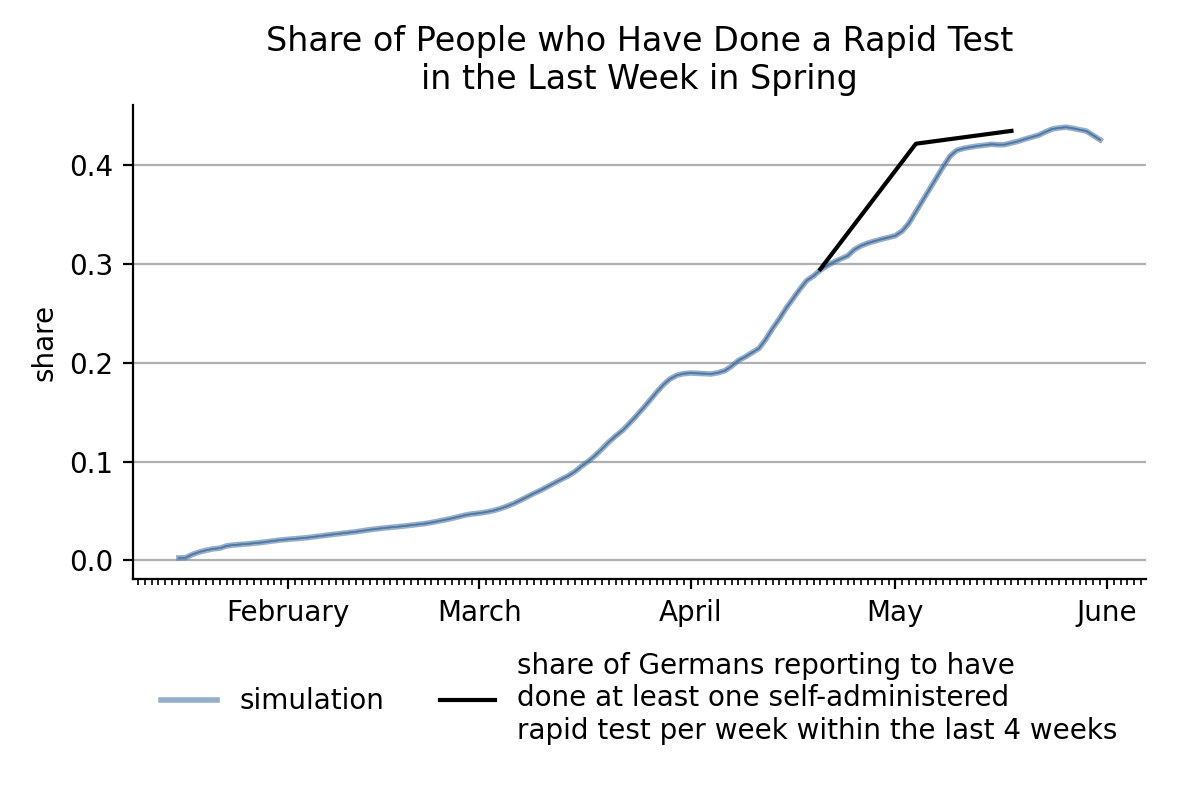 Share of People who Have Done a Rapid Test
in the Last Week in Spring
0.4
0.3
0.2
0.1
0.0
share
February March April May June
simulation
share of Germans reporting to have
done at least one self-administered
rapid test per week within the last 4 weeks